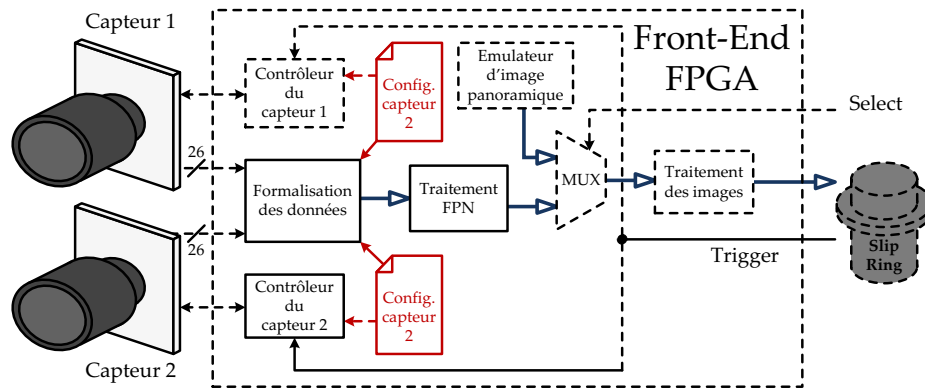 Capteur 1
Front-End
FPGA
Contrôleur
du
capteur 1
Config.
capteur
2
Emulateur
d'image
panoramique
Select
26
Formalisation
des données
Traitement
FPN
MUX
Traitement
des images
26
Trigger
Slip
Ring
Contrôleur
du
capteur 2
Config.
capteur
2
Capteur 2